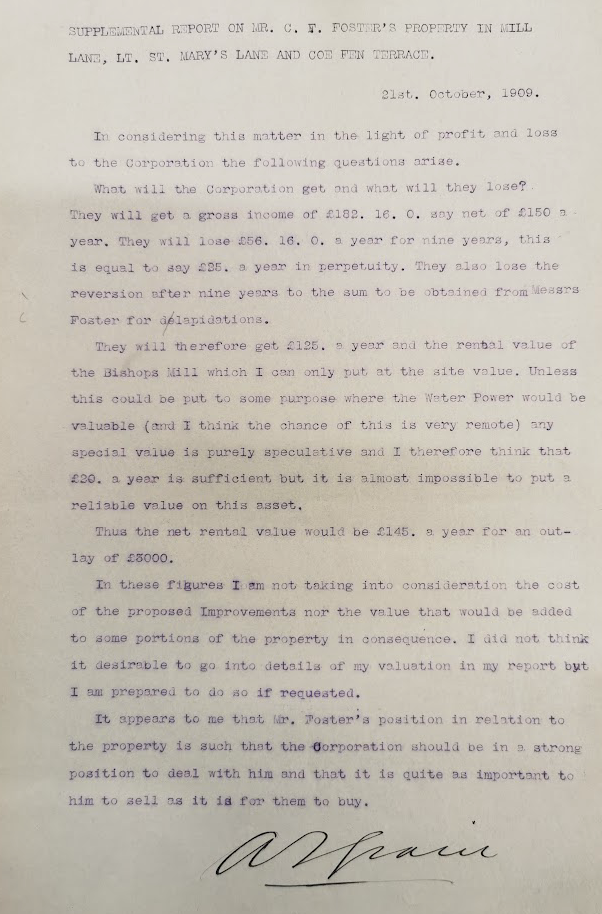 SUPPLEMENTAL REPORT ON MR. C. F. FOSTER'S PROPERTY IN MILL
LANE, LT. ST. MARY'S LANE AND COE FEN TERRACE.
21st. October, 1909.
In considering this matter in the light of profit and loss
to the Corporation the following questions arise.
What will the Corporation get and what will they lose?
They will get a gross income of £182. 16. 0. say net of £150 a
year. They will lose £56. 16. 0. a year for nine years, this
is equal to say £25. a year in perpetuity. They also lose the
reversion after nine years to the sum to be obtained from Messrs
Foster for dilapidations.
They will therefore get £125. a year and the rental value of
the Bishops Mill which I can only put at the site value. Unless
this could be put to some purpose where the Water Power would be
valuable (and I think the chance of this is very remote) any
special value is purely speculative and I therefore think that
£20. a year is sufficient but it is almost impossible to put a
reliable value on this asset.
Thus the net rental value would be £145. a year for an out-
lay of £3000.
In these figures I am not taking into consideration the cost
of the proposed Improvements nor the value that would be added
to some portions of the property in consequence. I did not think
it desirable to go into details of my valuation in my report but
I am prepared to do so if requested.
It appears to me that Mr. Foster's position in relation to
the property is such that the Corporation should be in a strong
position to deal with him and that it is quite as important to
him to sell as it is for them to buy.